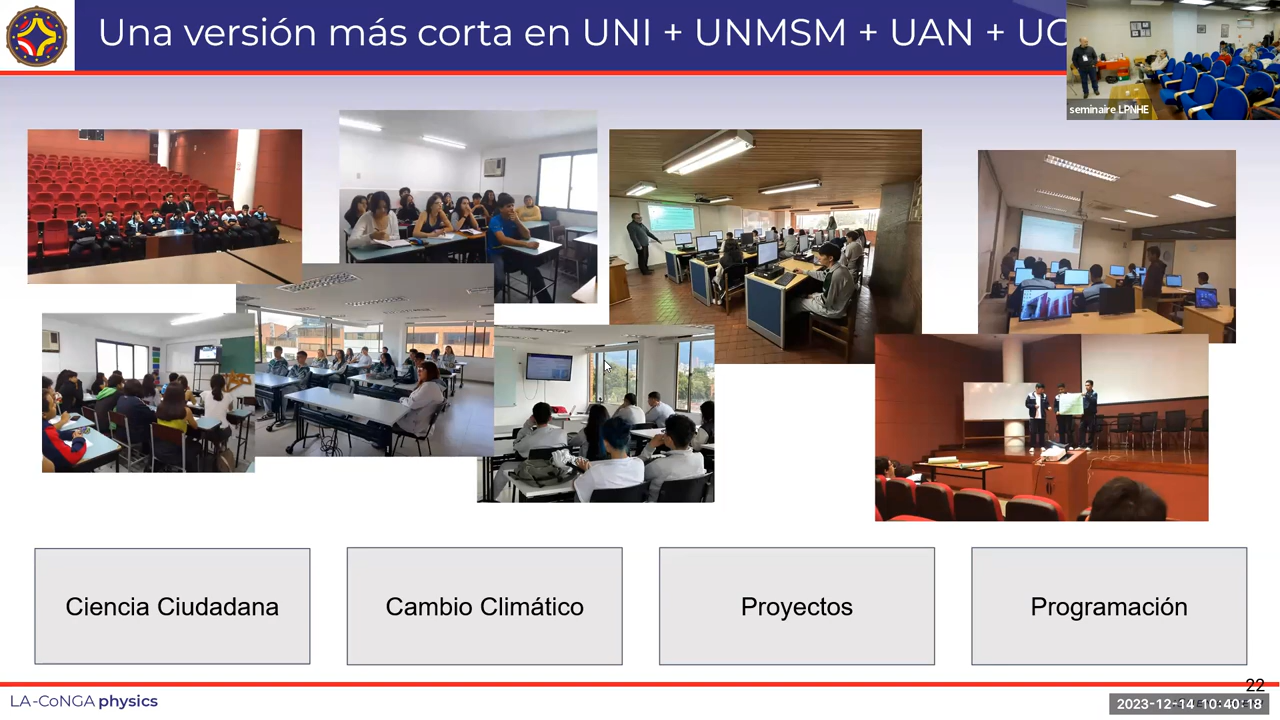 Una versión más corta en UNI + UNMSM + UAN + UC
seminaire LPNHE
Ciencia Ciudadana
Cambio Climático
Proyectos
Programación
LA-CoNGA physics
22
2023-12-14 10:40:18